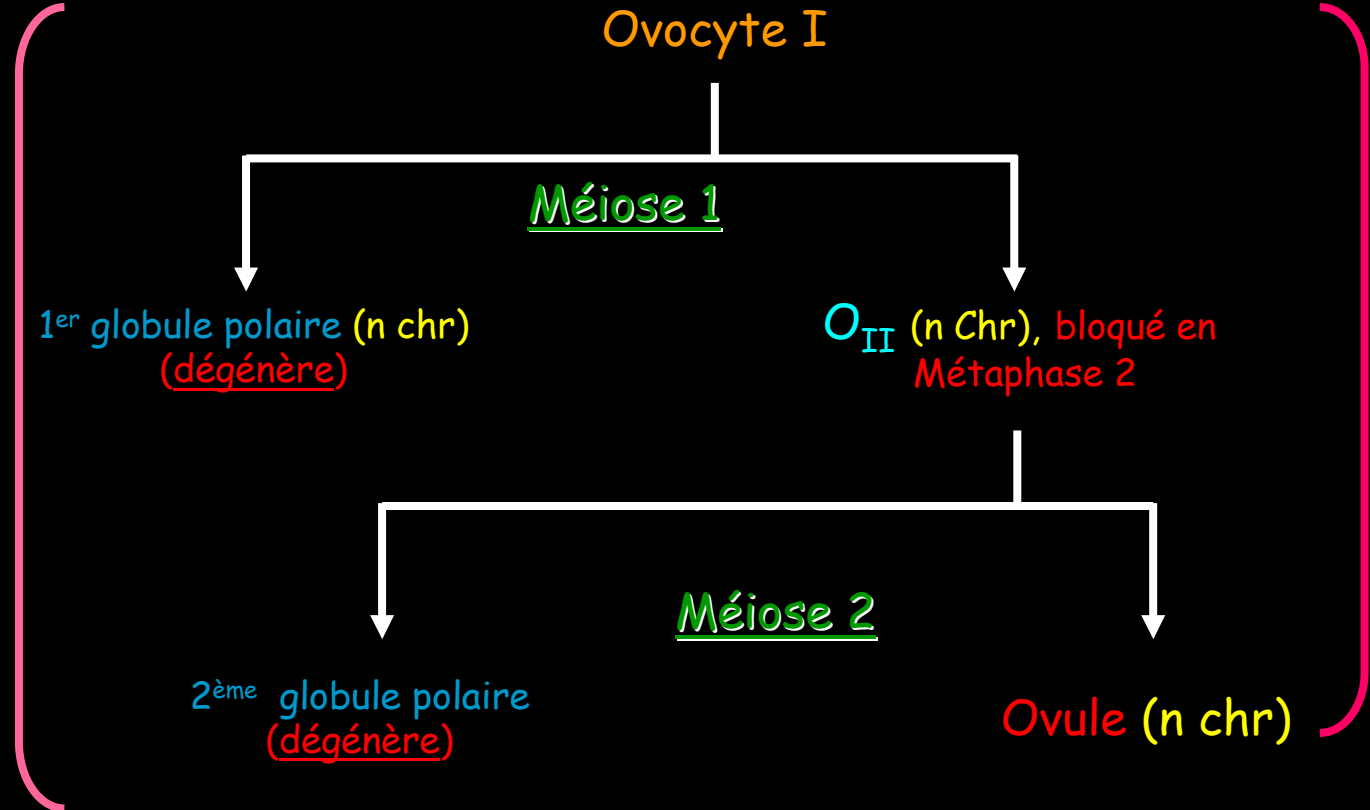 Ovocyte I
Méiose 1
1er globule polaire (n chr)
(dégénère)
OII (n Chr), bloqué en
Métaphase 2
Méiose 2
2ème globule polaire
(dégénère)
Ovule (n chr)